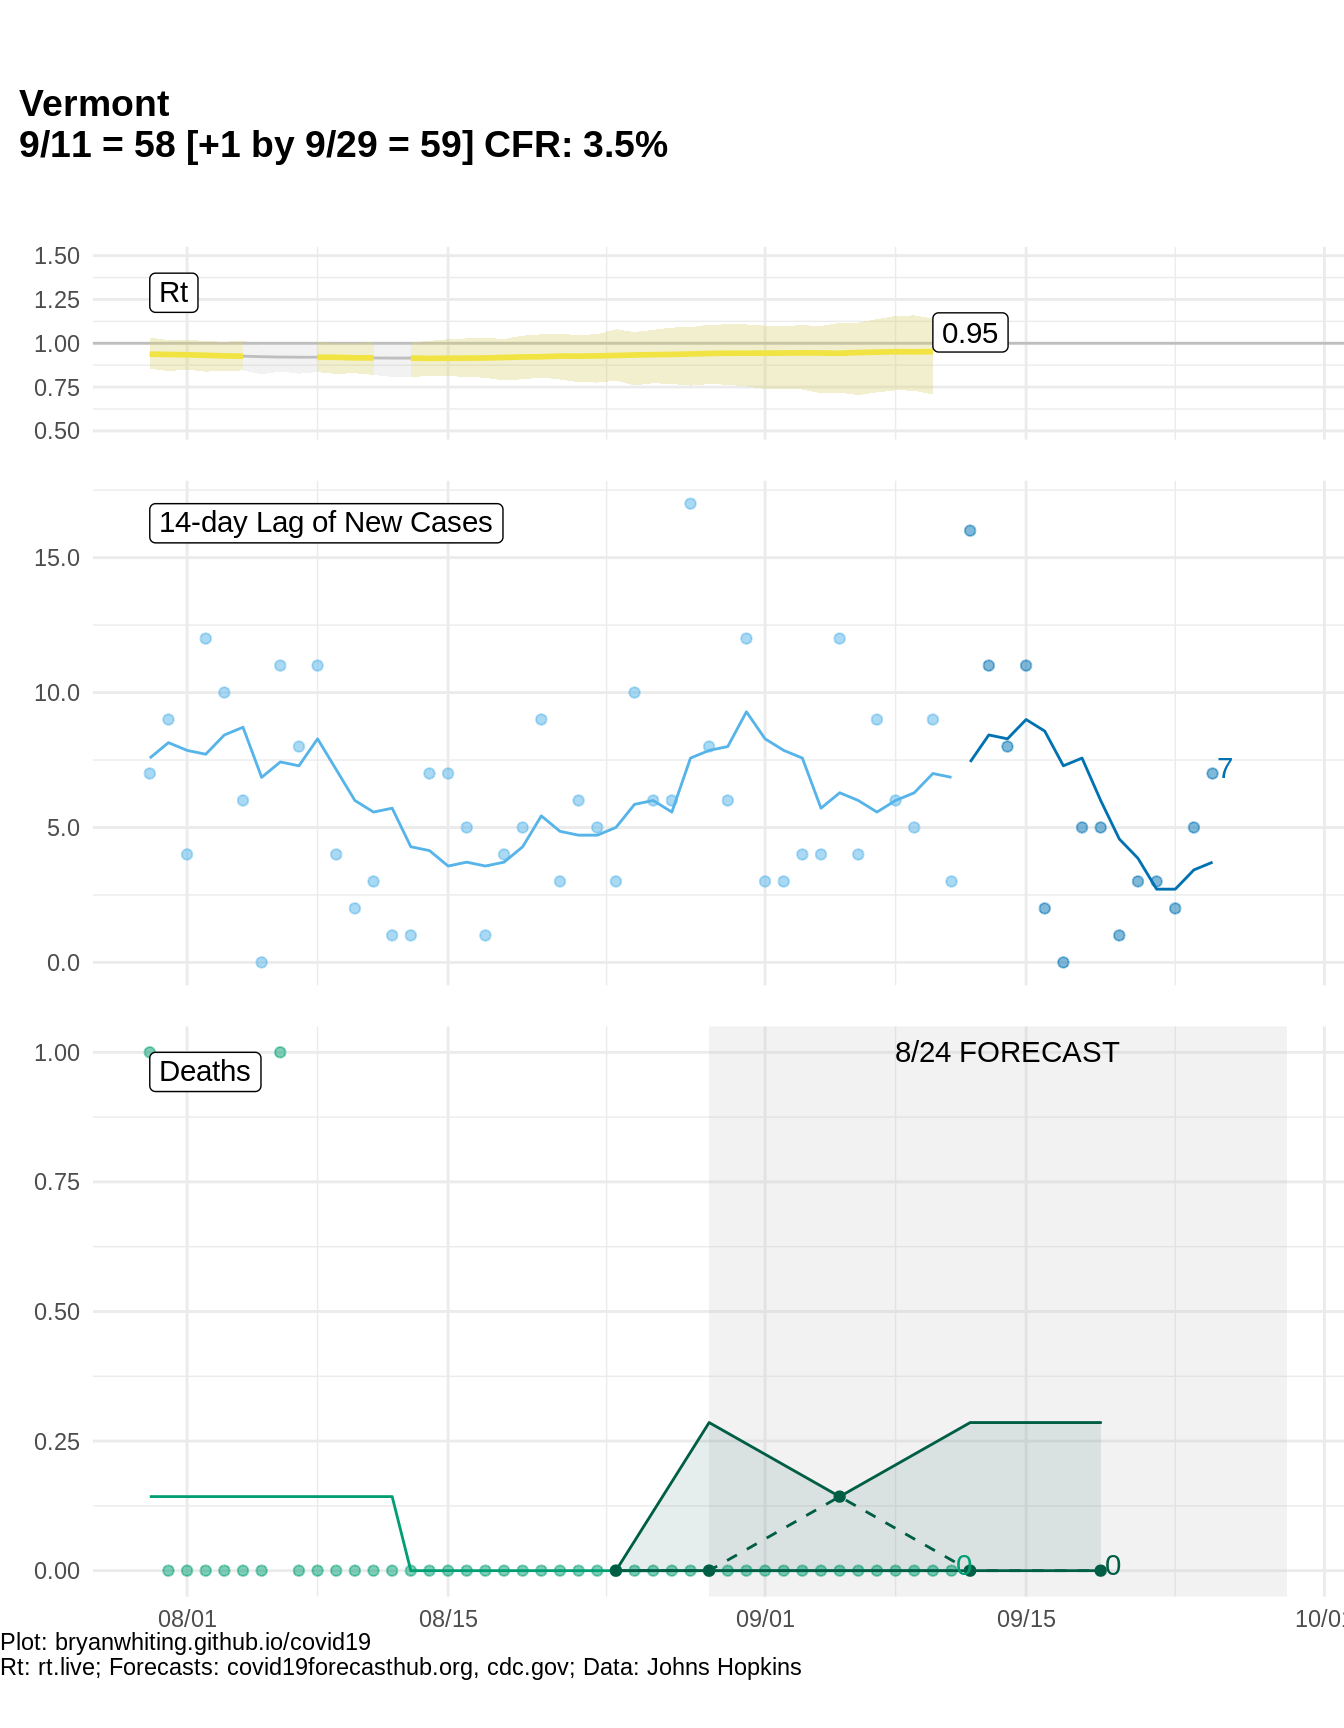 Vermont
9/11 = 58 [+1 by 9/29 = 59] CFR: 3.5%
1.50
1.25
1.00
0.75
0.50
Rt
0.95
14-day Lag of New Cases
15.0
10.0
5.0
0.0
7
1.00
0.75
0.50
0.25
0.00
Deaths
8/24 FORECAST
0
0
08/01 08/15 09/01 09/15 10/01
Plot: bryanwhiting.github.io/covid19
Rt: rt.live; Forecasts: covid19forecasthub.org, cdc.gov; Data: Johns Hopkins